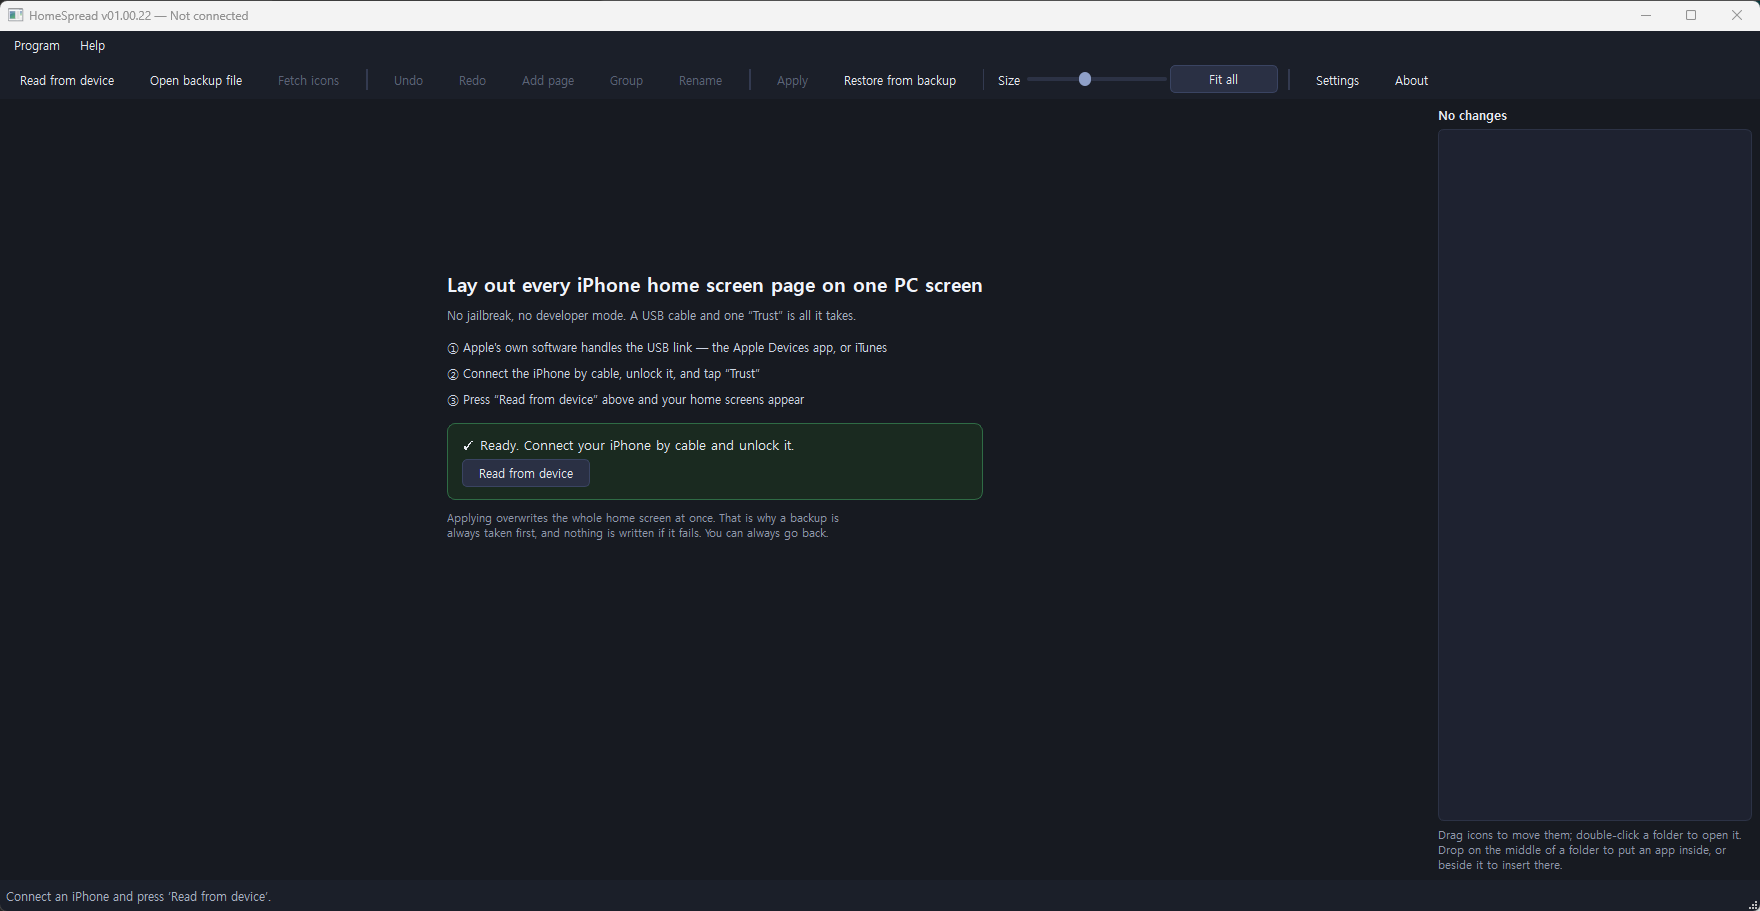 HomeSpread v01.00.22 — Not connected
Program Help
Read from device Open backup file Fetch icons Undo Redo Add page Group Rename Apply Restore from backup Size Fit all Settings About
No changes
Lay out every iPhone home screen page on one PC screen
No jailbreak, no developer mode. A USB cable and one “Trust” is all it takes.
① Apple's own software handles the USB link — the Apple Devices app, or iTunes
② Connect the iPhone by cable, unlock it, and tap “Trust”
③ Press “Read from device” above and your home screens appear
✓ Ready. Connect your iPhone by cable and unlock it.
Read from device
Applying overwrites the whole home screen at once. That is why a backup is
always taken first, and nothing is written if it fails. You can always go back.
Drag icons to move them; double-click a folder to open it.
Drop on the middle of a folder to put an app inside, or
beside it to insert there.
Connect an iPhone and press ‘Read from device’.